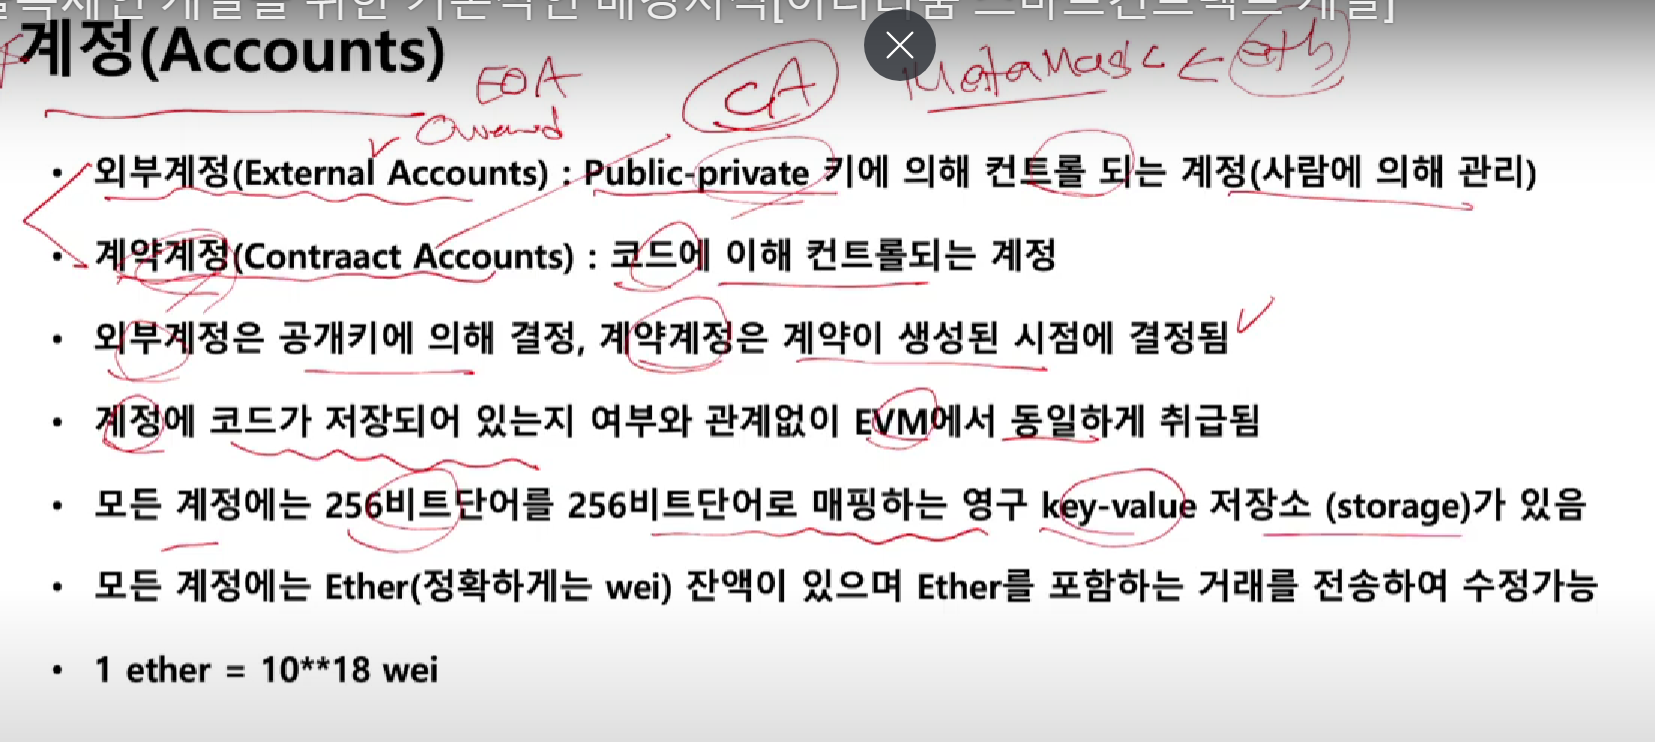 계정(Accounts)
EOA
CA
MetaMask < eth
Owened
• 외부계정(External Accounts) : Public-private 키에 의해 컨트롤 되는 계정(사람에 의해 관리)
• 계약계정(Contraact Accounts) : 코드에 이해 컨트롤되는 계정
• 외부계정은 공개키에 의해 결정, 계약계정은 계약이 생성된 시점에 결정됨
• 계정에 코드가 저장되어 있는지 여부와 관계없이 EVM에서 동일하게 취급됨
• 모든 계정에는 256비트단어를 256비트단어로 매핑하는 영구 key-value 저장소 (storage)가 있음
• 모든 계정에는 Ether(정확하게는 wei) 잔액이 있으며 Ether를 포함하는 거래를 전송하여 수정가능
• 1 ether = 10**18 wei